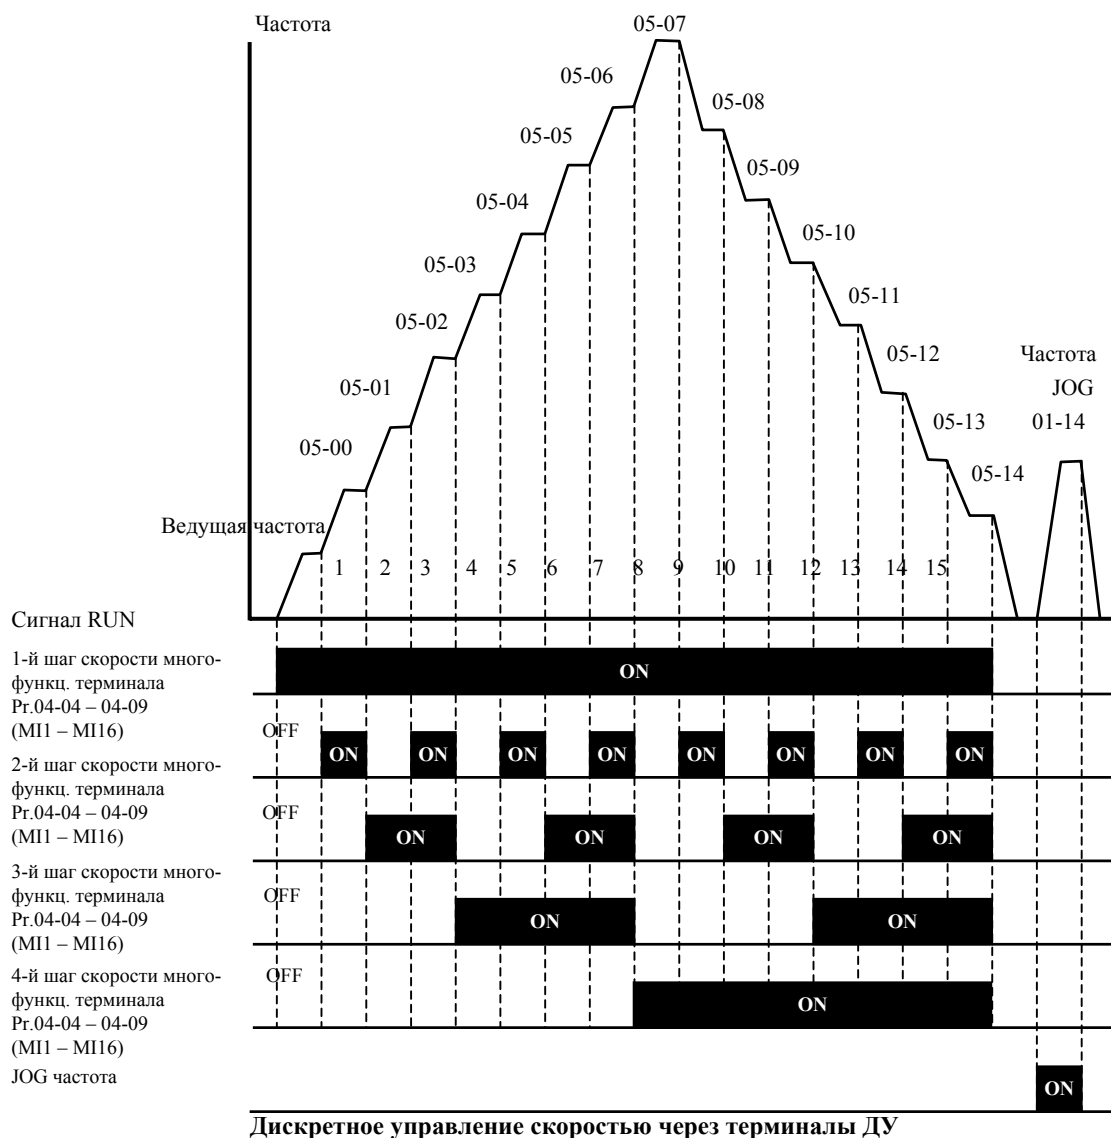 Частота
05-07
05-06
05-08
05-05
05-09
05-04
05-10
05-03
05-11
05-02
05-12
Частота
JOG
05-01
05-13
01-14
05-00
05-14
Ведущая частота
1 2 3 4 5 6 7 8 9 10 11 12 13 14 15
Сигнал RUN
1-й шаг скорости много-
функц. терминала
Pr.04-04 – 04-09
(MI1 – MI16)
ON
OFF
ON ON ON ON ON ON ON ON
2-й шаг скорости много-
функц. терминала
Pr.04-04 – 04-09
(MI1 – MI16)
OFF
ON ON ON ON
3-й шаг скорости много-
функц. терминала
Pr.04-04 – 04-09
(MI1 – MI16)
OFF
ON ON
4-й шаг скорости много-
функц. терминала
Pr.04-04 – 04-09
(MI1 – MI16)
OFF
ON
JOG частота
ON
Дискретное управление скоростью через терминалы ДУ